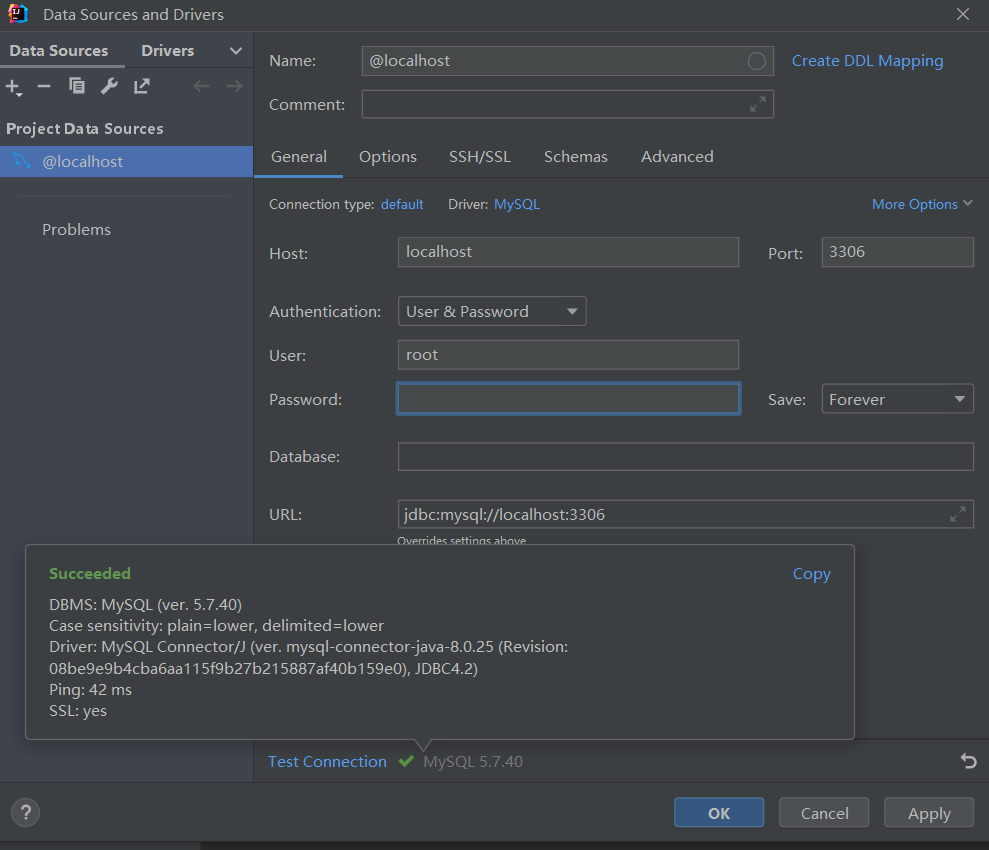 Data Sources and Drivers
Data Sources
Drivers
Project Data Sources
@localhost
Problems
Name:
@localhost
Create DDL Mapping
Comment:
General
Options
SSH/SSL
Schemas
Advanced
Connection type: default
Driver: MySQL
More Options
Host:
localhost
Port:
3306
Authentication:
User & Password
User:
root
Password:
Save:
Forever
Database:
URL:
jdbc:mysql://localhost:3306
Overrides settings above
Succeeded
Copy
DBMS: MySQL (ver. 5.7.40)
Case sensitivity: plain=lower, delimited=lower
Driver: MySQL Connector/J (ver. mysql-connector-java-8.0.25 (Revision:
08be9e9b4cba6aa115f9b27b215887af40b159e0), JDBC4.2)
Ping: 42 ms
SSL: yes
Test Connection
MySQL 5.7.40
?
OK
Cancel
Apply